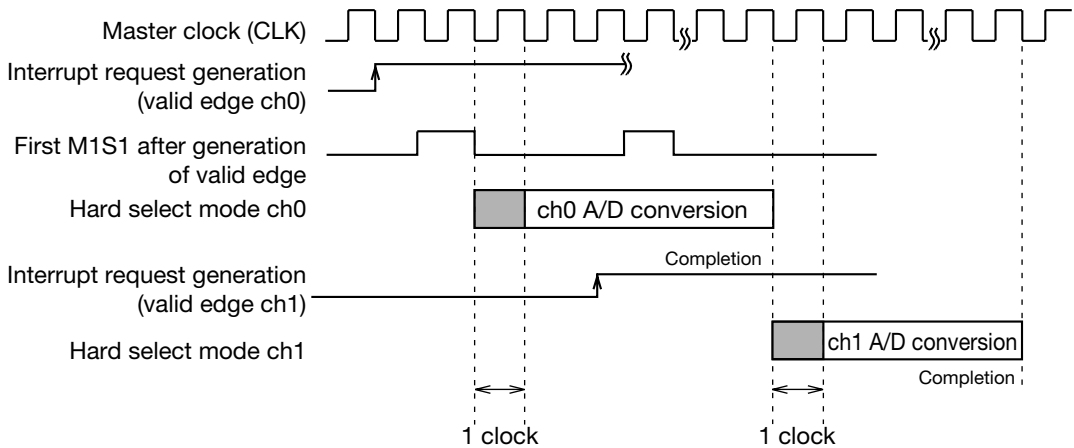 Master clock (CLK)
Interrupt request generation
(valid edge ch0)
First M1S1 after generation
of valid edge
Hard select mode ch0
ch0 A/D conversion
Completion
Interrupt request generation
(valid edge ch1)
Hard select mode ch1
ch1 A/D conversion
Completion
1 clock
1 clock